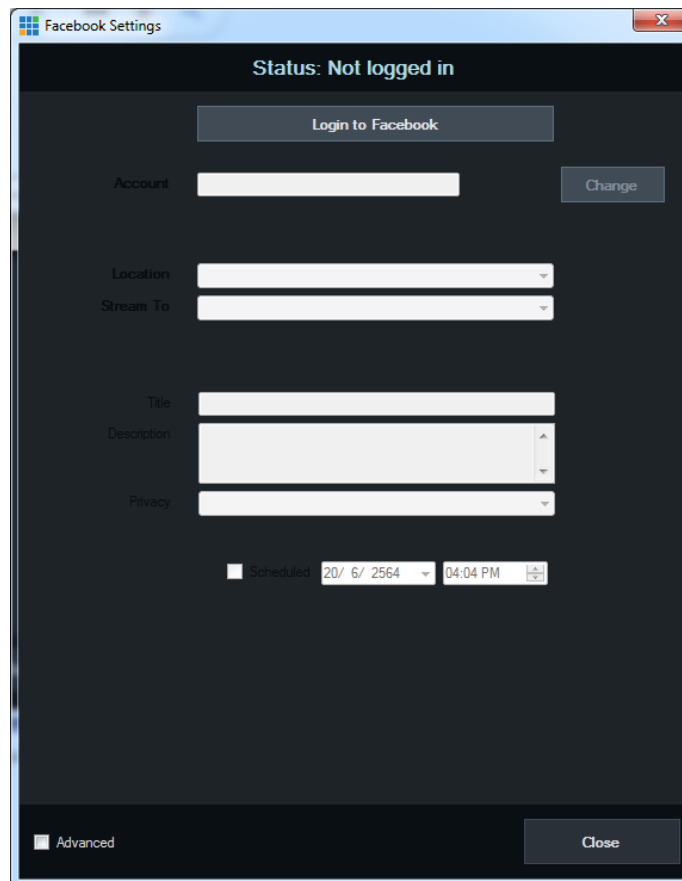 Facebook Settings
Status: Not logged in
Login to Facebook
Account
Change
Location
Stream To
Title
Description
Privacy
Scheduled 20/ 6/ 2564 04:04 PM
Advanced
Close